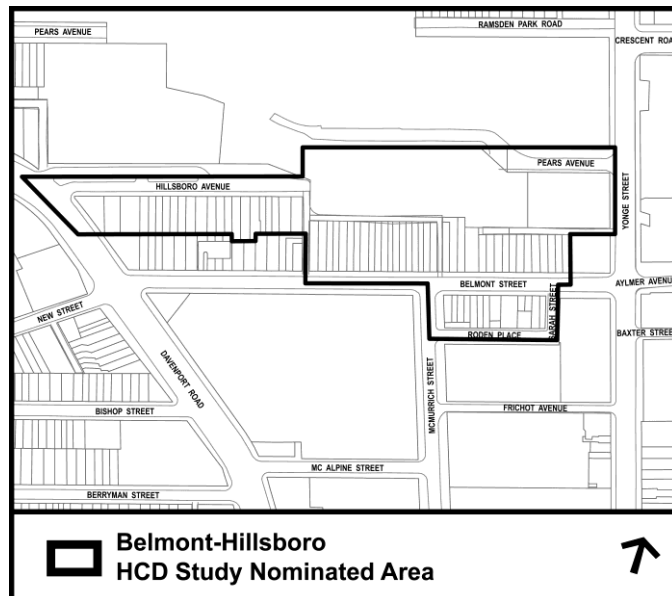 RAMSDEN PARK ROAD
PEARS AVENUE
CRESCENT ROA
PEARS AVENUE
HILLSBORO AVENUE
YONGE STREET
BELMONT STREET
AYLMER AVENUE
SARAH STREET
NEW STREET
RODEN PLACE
BAXTER STREET
DAVENPORT ROAD
MCMURRICH STREET
BISHOP STREET
FRICHOT AVENUE
MC ALPINE STREET
BERRYMAN STREET
Belmont-Hillsboro
HCD Study Nominated Area